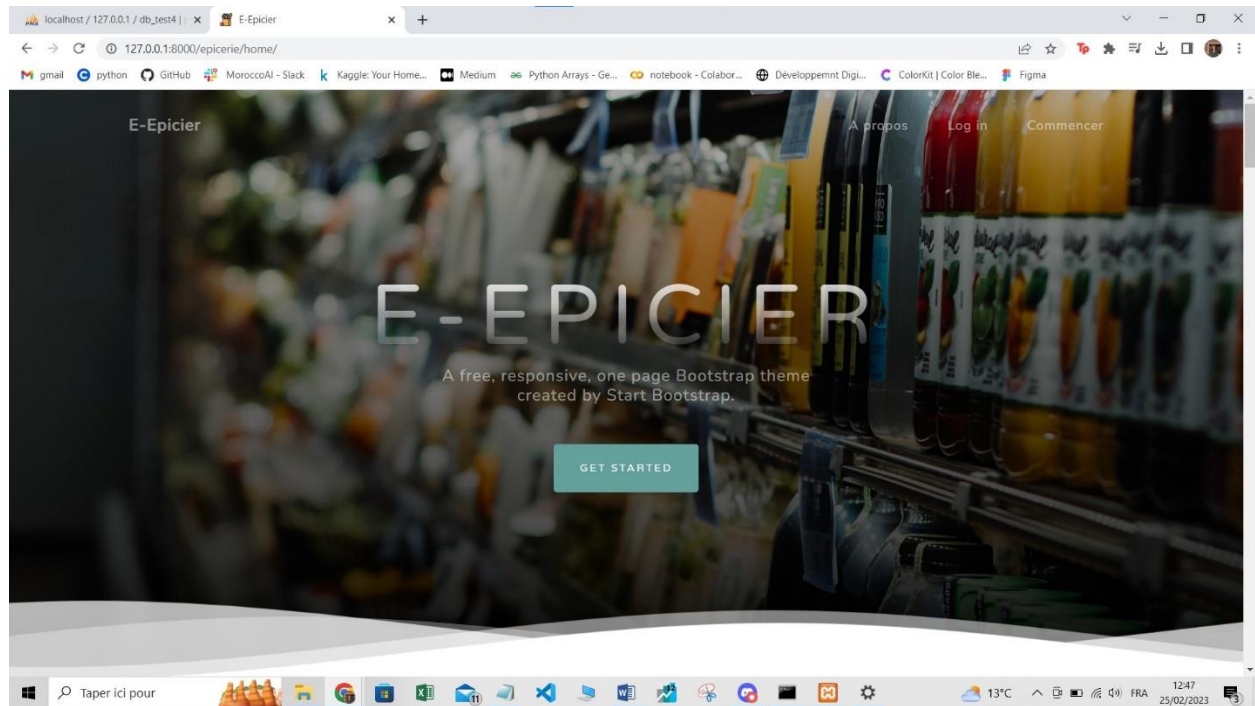 localhost / 127.0.0.1 / db_test4 |
E-Epicier
127.0.0.1:8000/epicerie/home/
gmail
python
GitHub
MoroccoAI - Slack
Kaggle: Your Home...
Medium
Python Arrays - Ge...
notebook - Colabor...
Développemnt Digi...
ColorKit | Color Ble...
Figma
E-Epicier
A propos
Log in
Commencer
E-EPICIER
A free, responsive, one page Bootstrap theme
created by Start Bootstrap.
GET STARTED
Taper ici pour
13°C
FRA
12:47
25/02/2023